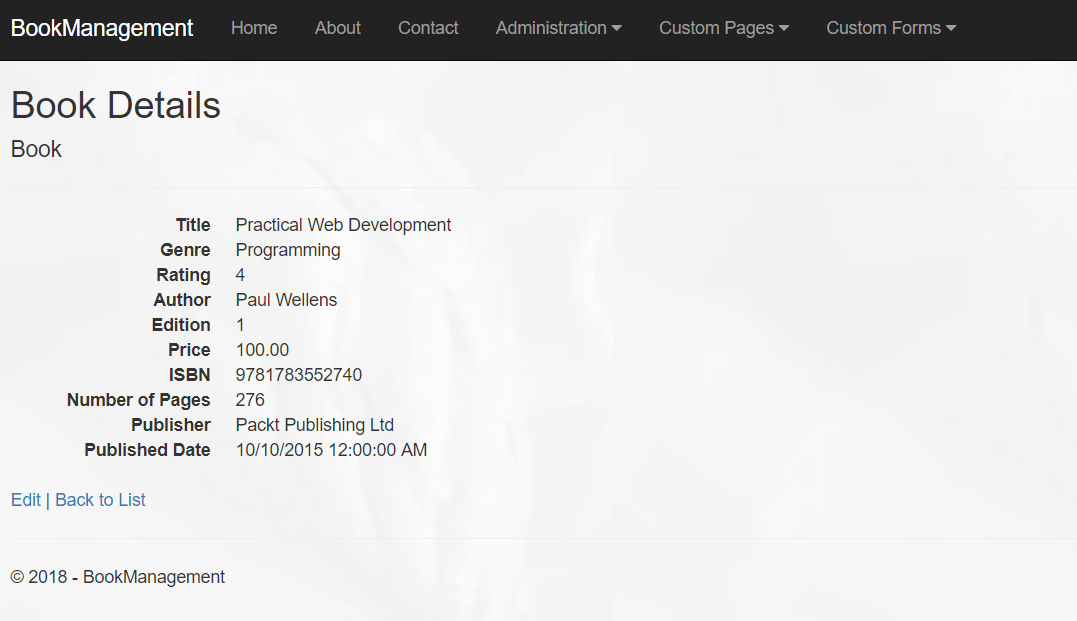 BookManagement Home About Contact Administration Custom Pages Custom Forms
Book Details
Book
Title Practical Web Development
Genre Programming
Rating 4
Author Paul Wellens
Edition 1
Price 100.00
ISBN 9781783552740
Number of Pages 276
Publisher Packt Publishing Ltd
Published Date 10/10/2015 12:00:00 AM
Edit | Back to List
© 2018 - BookManagement